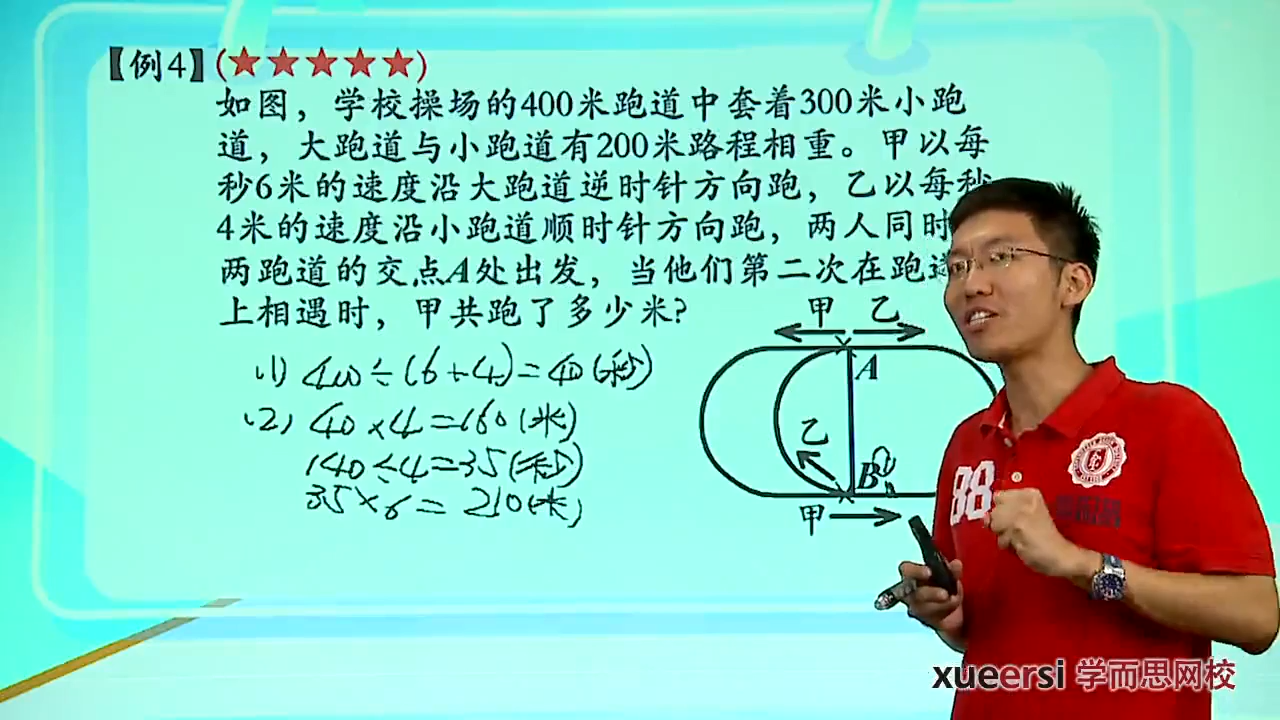 【例4】(★★★★★)
如图，学校操场的400米跑道中套着300米小跑
道，大跑道与小跑道有200米路程相重。甲以每
秒6米的速度沿大跑道逆时针方向跑，乙以每秒
4米的速度沿小跑道顺时针方向跑，两人同时
两跑道的交点A处出发，当他们第二次在跑道
上相遇时，甲共跑了多少米?
甲 乙
(1) 400÷(6+4)=40(秒)
A
(2) 40×4=160(米)
乙
140÷4=35(秒)
B
35×6=210(米)
甲
88
xueersi 学而思网校